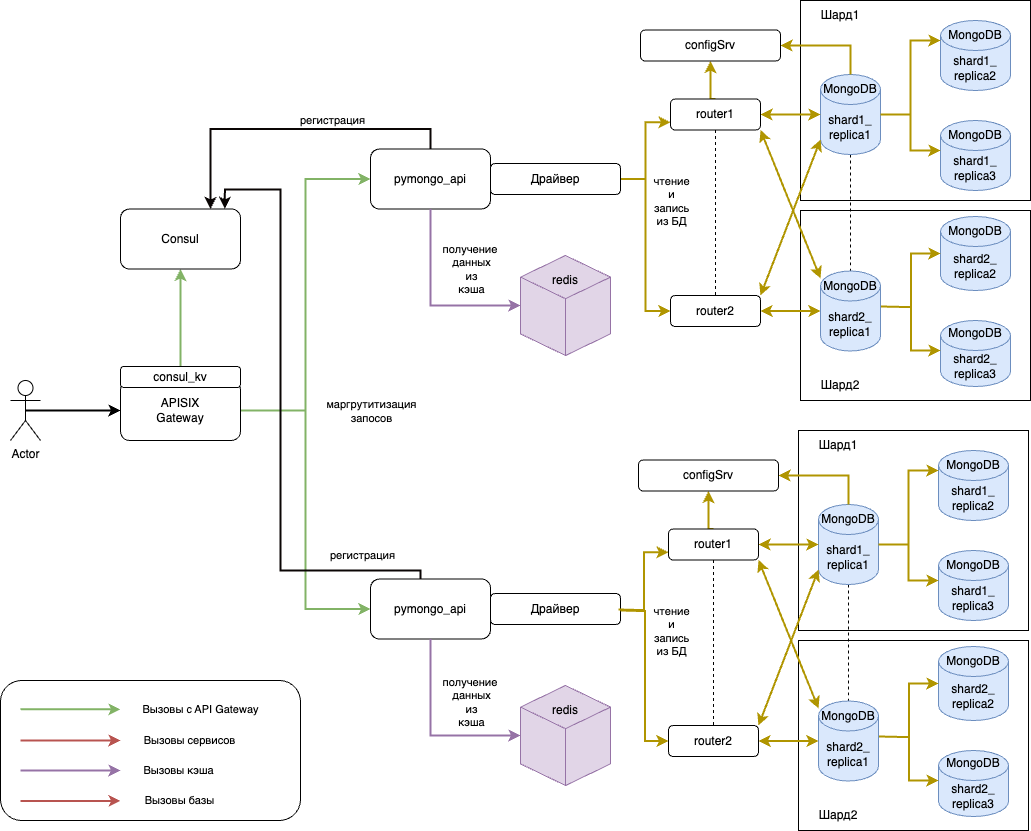 Шард1
configSrv
MongoDB
shard1_
replica2
MongoDB
shard1_
replica1
router1
регистрация
MongoDB
shard1_
replica3
pymongo_api
Драйвер
чтение
и
запись
из БД
Consul
получение
данных
из
кэша
redis
MongoDB
shard2_
replica2
MongoDB
shard2_
replica1
router2
MongoDB
shard2_
replica3
Шард2
consul_kv
APISIX
Gateway
маргрутитизация
запосов
Actor
Шард1
configSrv
MongoDB
shard1_
replica2
MongoDB
shard1_
replica1
router1
регистрация
MongoDB
shard1_
replica3
pymongo_api
Драйвер
чтение
и
запись
из БД
получение
данных
из
кэша
redis
MongoDB
shard2_
replica2
MongoDB
shard2_
replica1
router2
MongoDB
shard2_
replica3
Шард2
Вызовы с API Gateway
Вызовы сервисов
Вызовы кэша
Вызовы базы